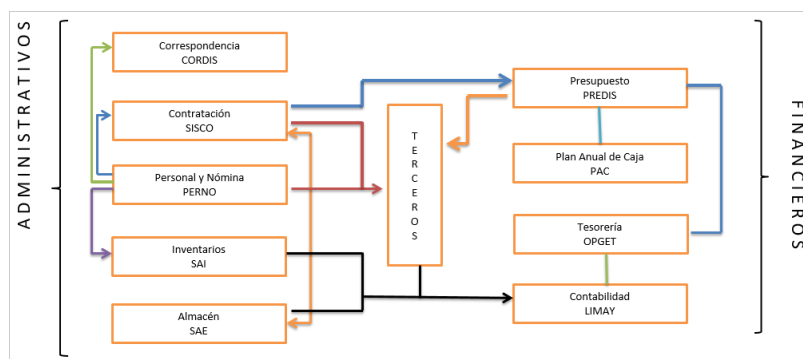 ADMINISTRATIVOS
Correspondencia
CORDIS
Contratación
SISCO
Personal y Nómina
PERNO
Inventarios
SAI
Almacén
SAE
TERCEROS
Presupuesto
PREDIS
Plan Anual de Caja
PAC
Tesorería
OPGET
Contabilidad
LIMAY
FINANCIEROS